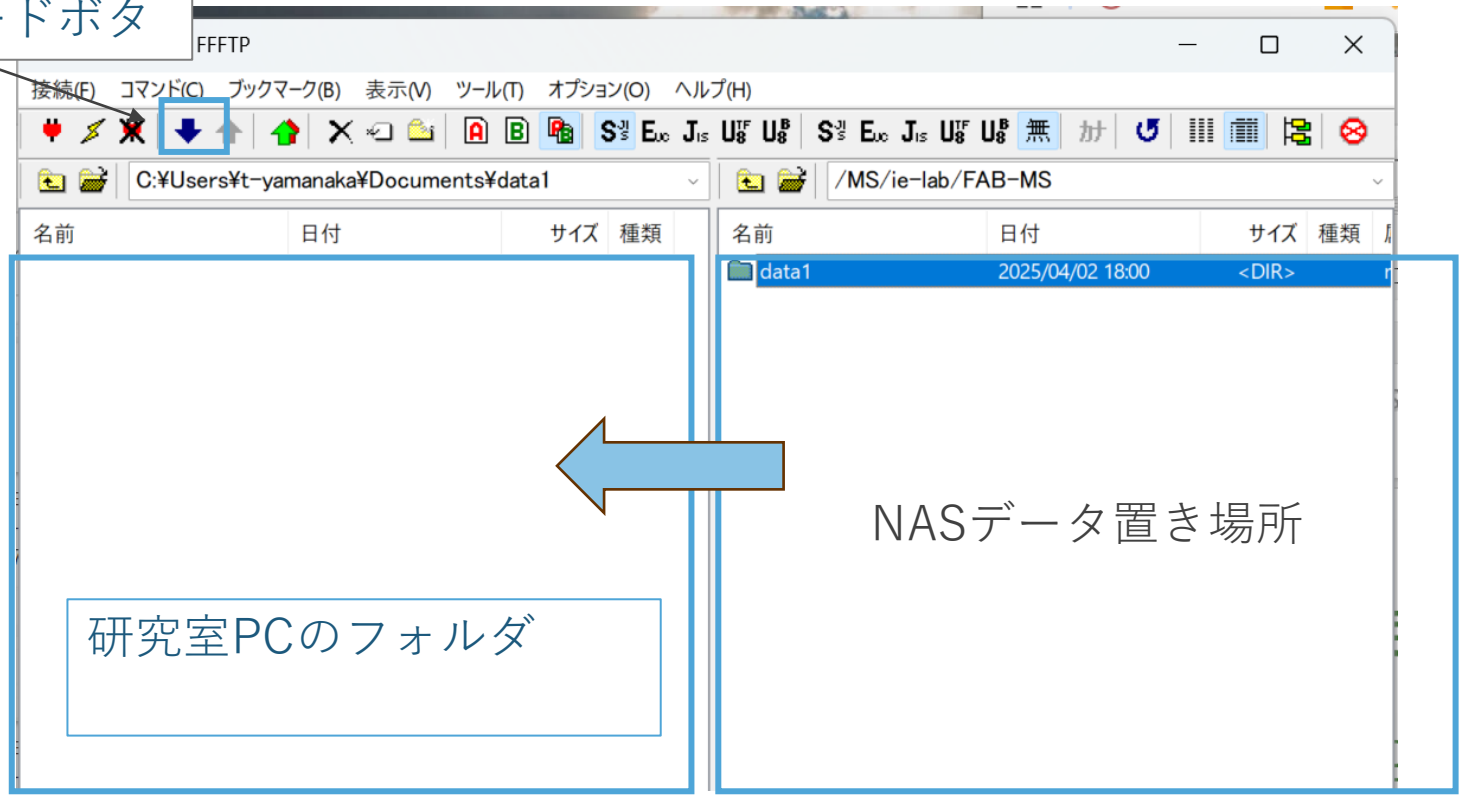 ードボタ
FFFTP
接続(F) コマンド(C) ブックマーク(B) 表示(V) ツール(T) オプション(O) ヘルプ(H)
C:¥Users¥t-yamanaka¥Documents¥data1
/MS/ie-lab/FAB-MS
名前 日付 サイズ 種類
名前 日付 サイズ 種類
data1 2025/04/02 18:00 <DIR>
NASデータ置き場所
研究室PCのフォルダ